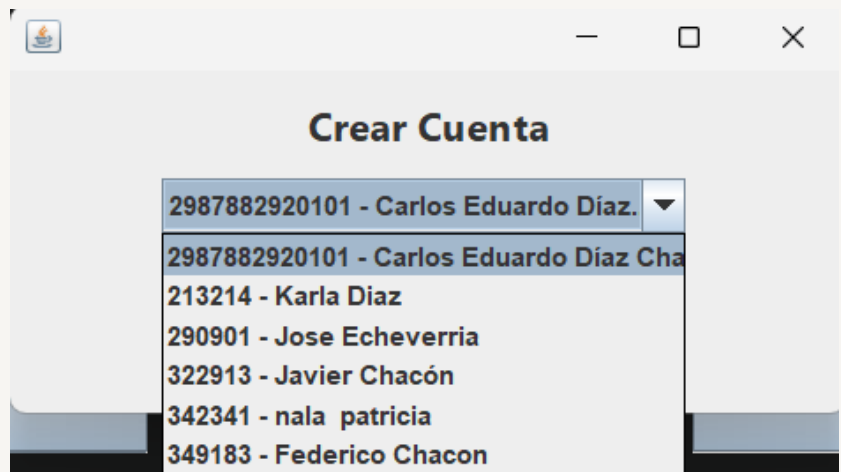 Crear Cuenta
2987882920101 - Carlos Eduardo Díaz.
2987882920101 - Carlos Eduardo Díaz Cha
213214 - Karla Diaz
290901 - Jose Echeverria
322913 - Javier Chacón
342341 - nala  patricia
349183 - Federico Chacon